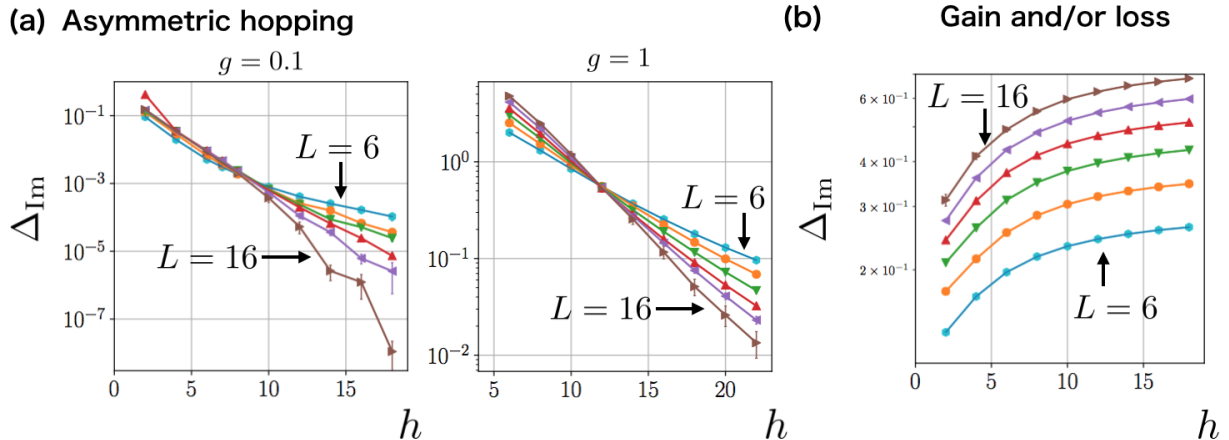 (a) Asymmetric hopping
g = 0.1
Δ_Im
10^{-1}
10^{-3}
10^{-5}
10^{-7}
L = 6
L = 16
0 5 10 15
h
g = 1
10^{0}
10^{-1}
10^{-2}
L = 6
L = 16
5 10 15 20
h
(b) Gain and/or loss
Δ_Im
6 × 10^{-1}
4 × 10^{-1}
3 × 10^{-1}
2 × 10^{-1}
L = 16
L = 6
0 5 10 15
h